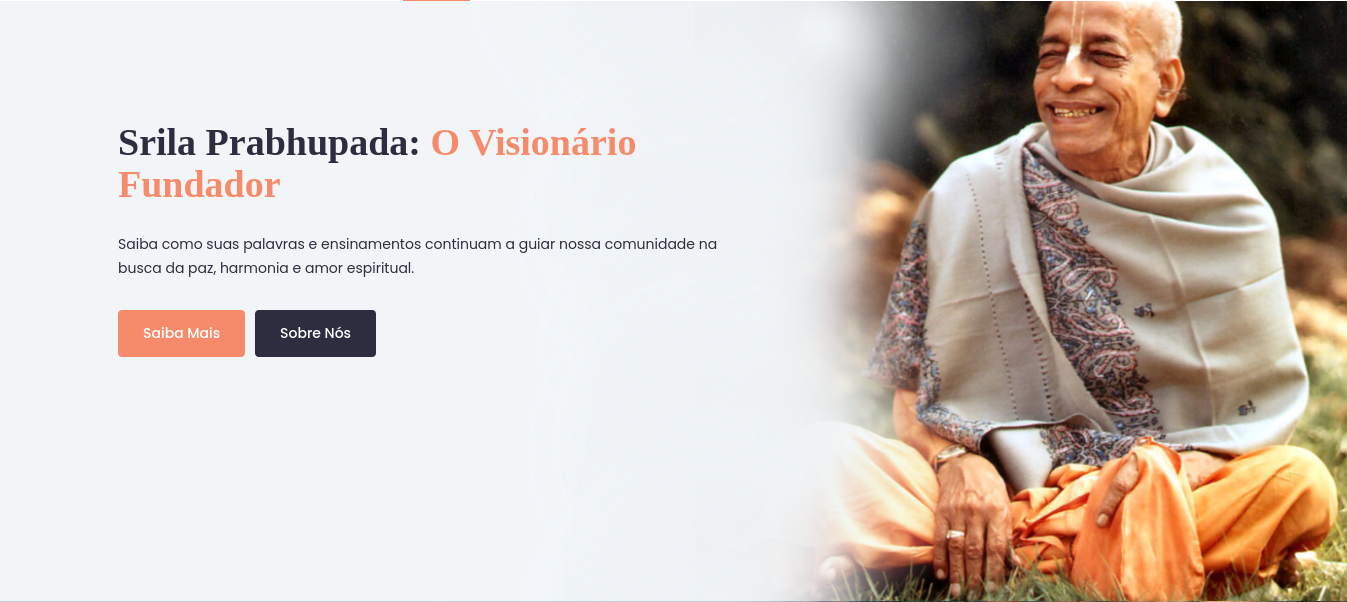 Srila Prabhupada: O Visionário
Fundador
Saiba como suas palavras e ensinamentos continuam a guiar nossa comunidade na
busca da paz, harmonia e amor espiritual.
Saiba Mais
Sobre Nós